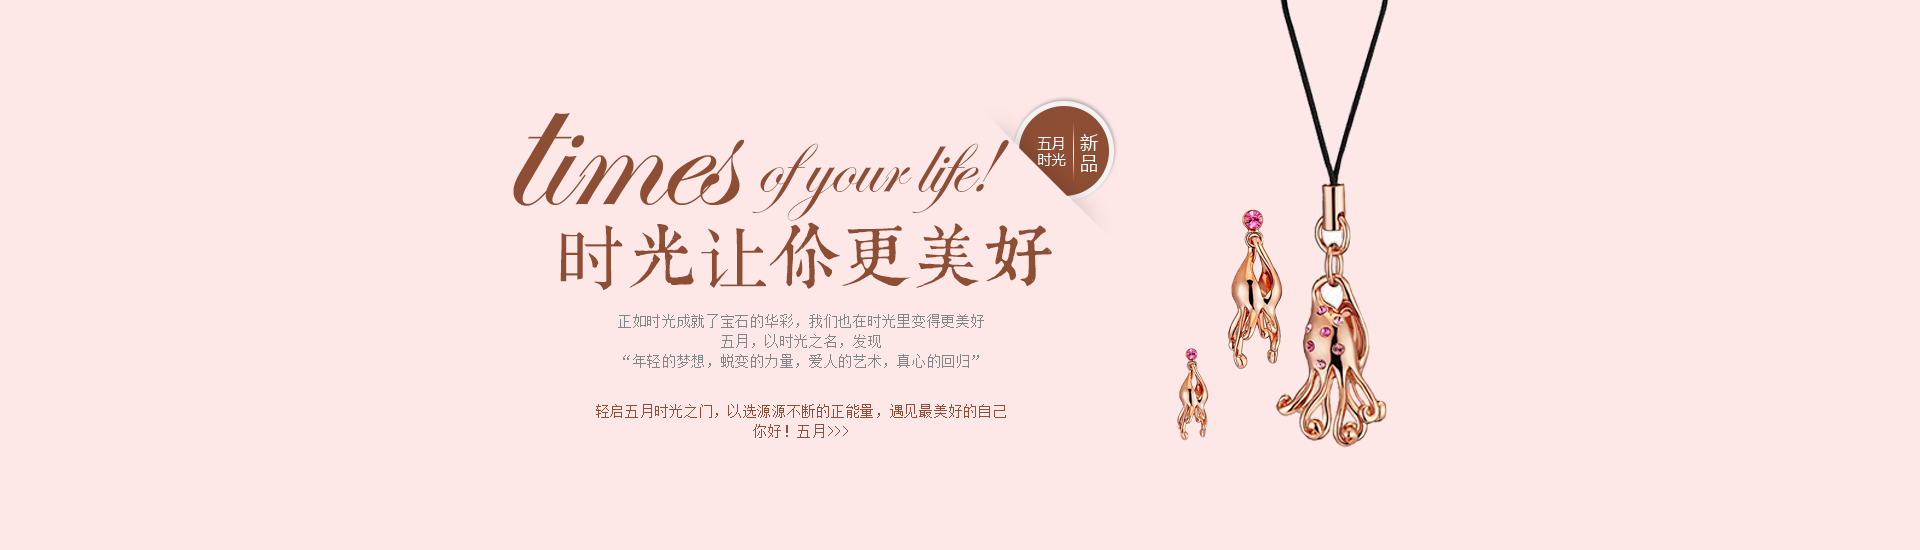 times of your life!
五月
时光
新
品
时光让你更美好
正如时光成就了宝石的华彩，我们也在时光里变得更美好
五月，以时光之名，发现
“年轻的梦想，蜕变的力量，爱人的艺术，真心的回归”
轻启五月时光之门，以选源源不断的正能量，遇见最美好的自己
你好！五月>>>